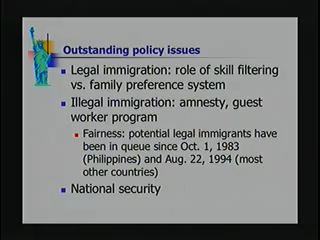 Outstanding policy issues
Legal immigration: role of skill filtering
vs. family preference system
Illegal immigration: amnesty, guest
worker program
Fairness: potential legal immigrants have
been in queue since Oct. 1, 1983
(Philippines) and Aug. 22, 1994 (most
other countries)
National security